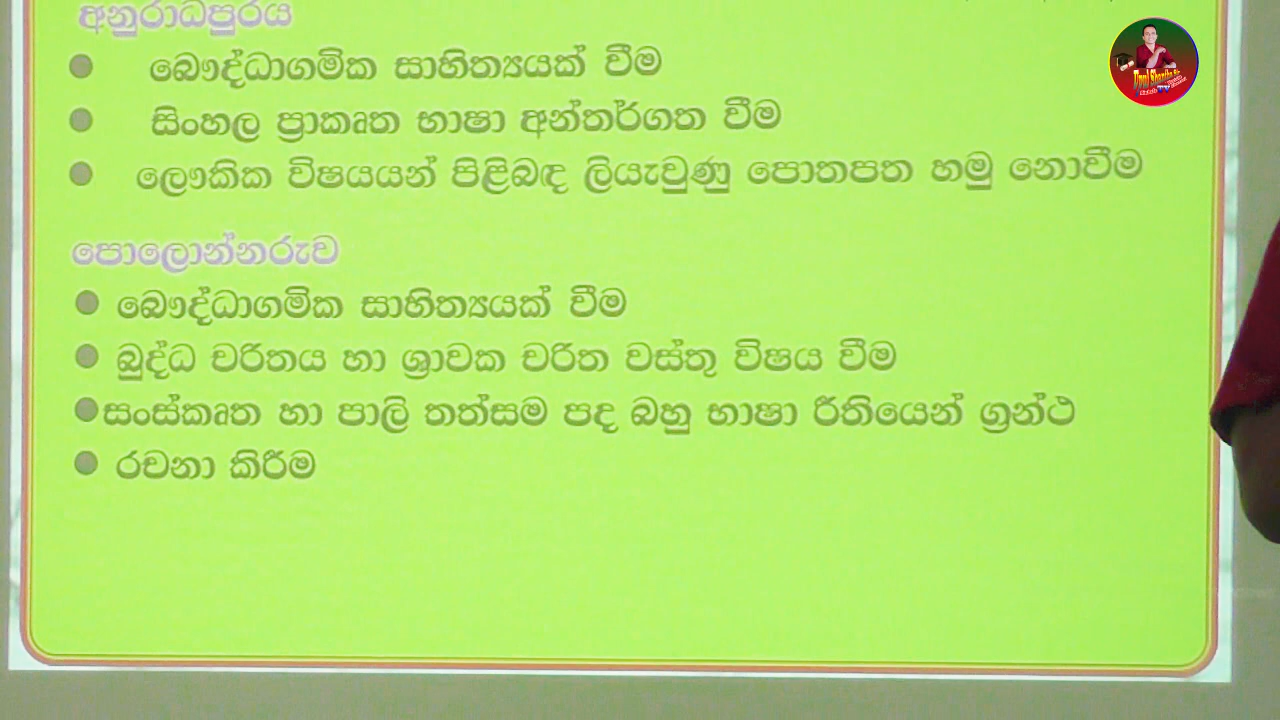 අනුරාධපුරය
● බෞද්ධාගමික සාහිත්‍යයක් වීම
● සිංහල ප්‍රාකෘත භාෂා අන්තර්ගත වීම
● ලෞකික විෂයයන් පිළිබඳ ලියැවුණු පොතපත හමු නොවීම
පොලොන්නරුව
● බෞද්ධාගමික සාහිත්‍යයක් වීම
● බුද්ධ චරිතය හා ශ්‍රාවක චරිත වස්තු විෂය වීම
● සංස්කෘත හා පාලි තත්සම පද බහු භාෂා රීතියෙන් ග්‍රන්ථ
● රචනා කිරීම